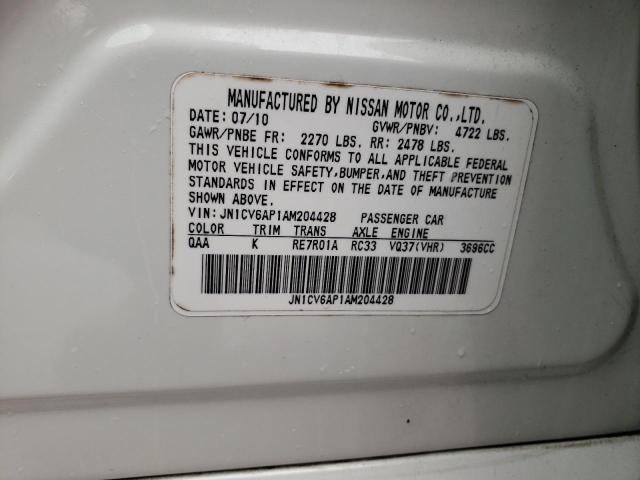 MANUFACTURED BY NISSAN MOTOR CO.,LTD.
DATE: 07/10 GVWR/PNBV: 4722 LBS.
GAWR/PNBE FR: 2270 LBS. RR: 2478 LBS.
THIS VEHICLE CONFORMS TO ALL APPLICABLE FEDERAL
MOTOR VEHICLE SAFETY,BUMPER,AND THEFT PREVENTION
STANDARDS IN EFFECT ON THE DATE OF MANUFACTURE
SHOWN ABOVE.
VIN:JN1CV6AP1AM204428 PASSENGER CAR
COLOR TRIM TRANS AXLE ENGINE
QAA K RE7R01A RC33 VQ37(VHR) 3696CC
JN1CV6AP1AM204428